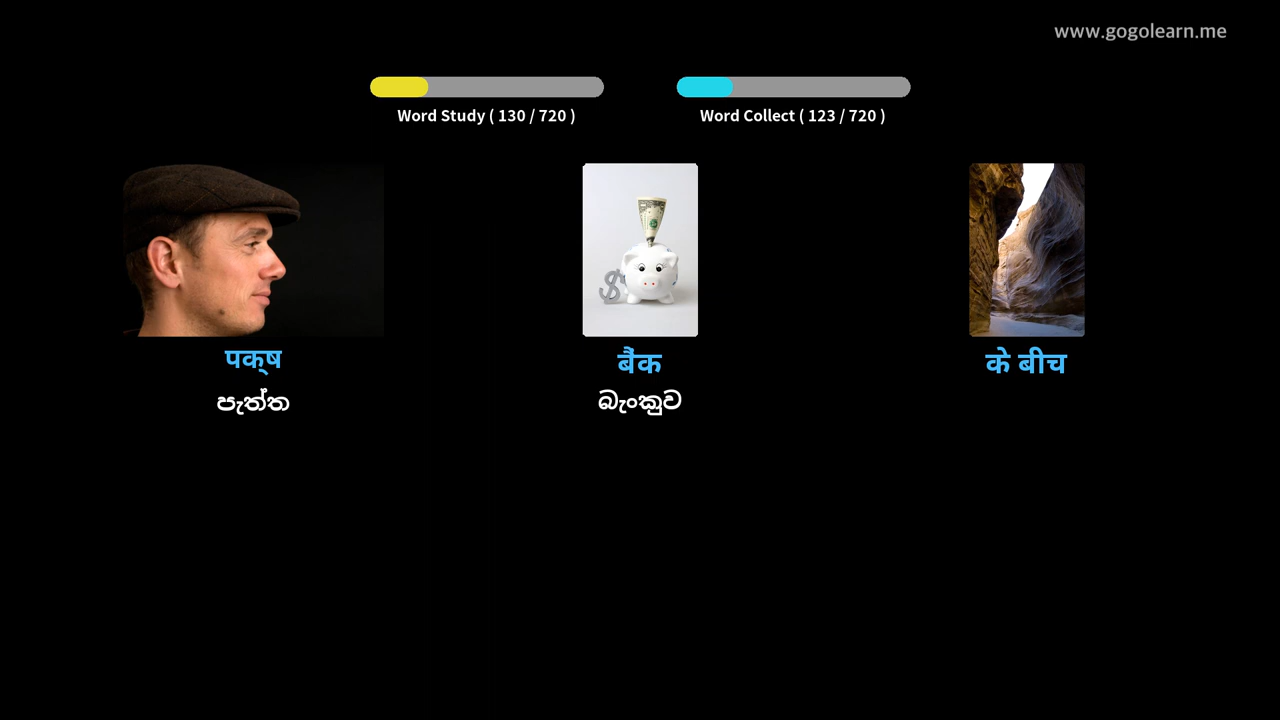 www.gogolearn.me
Word Study ( 130 / 720 )
Word Collect ( 123 / 720 )
पक्ष
पැත්ත
बैंक
බැංකුව
के बीच